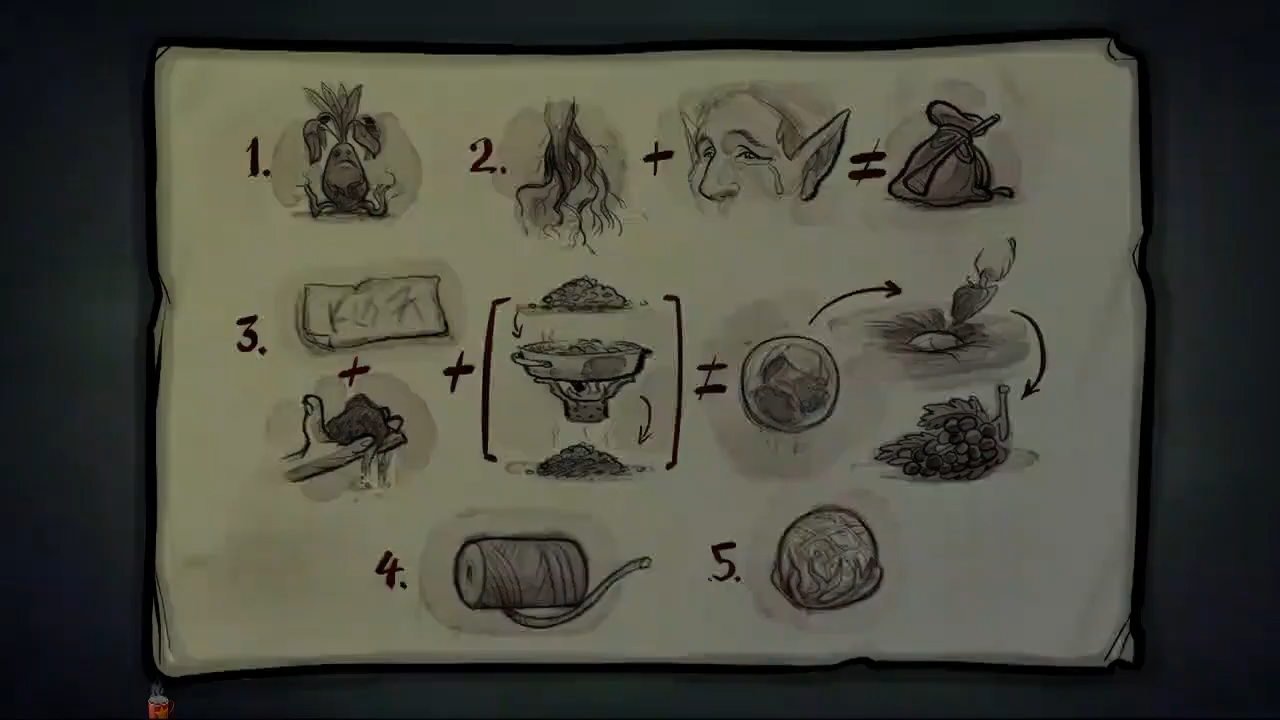 1.
2. + =
3.
+ + [ ] =
4. 5.